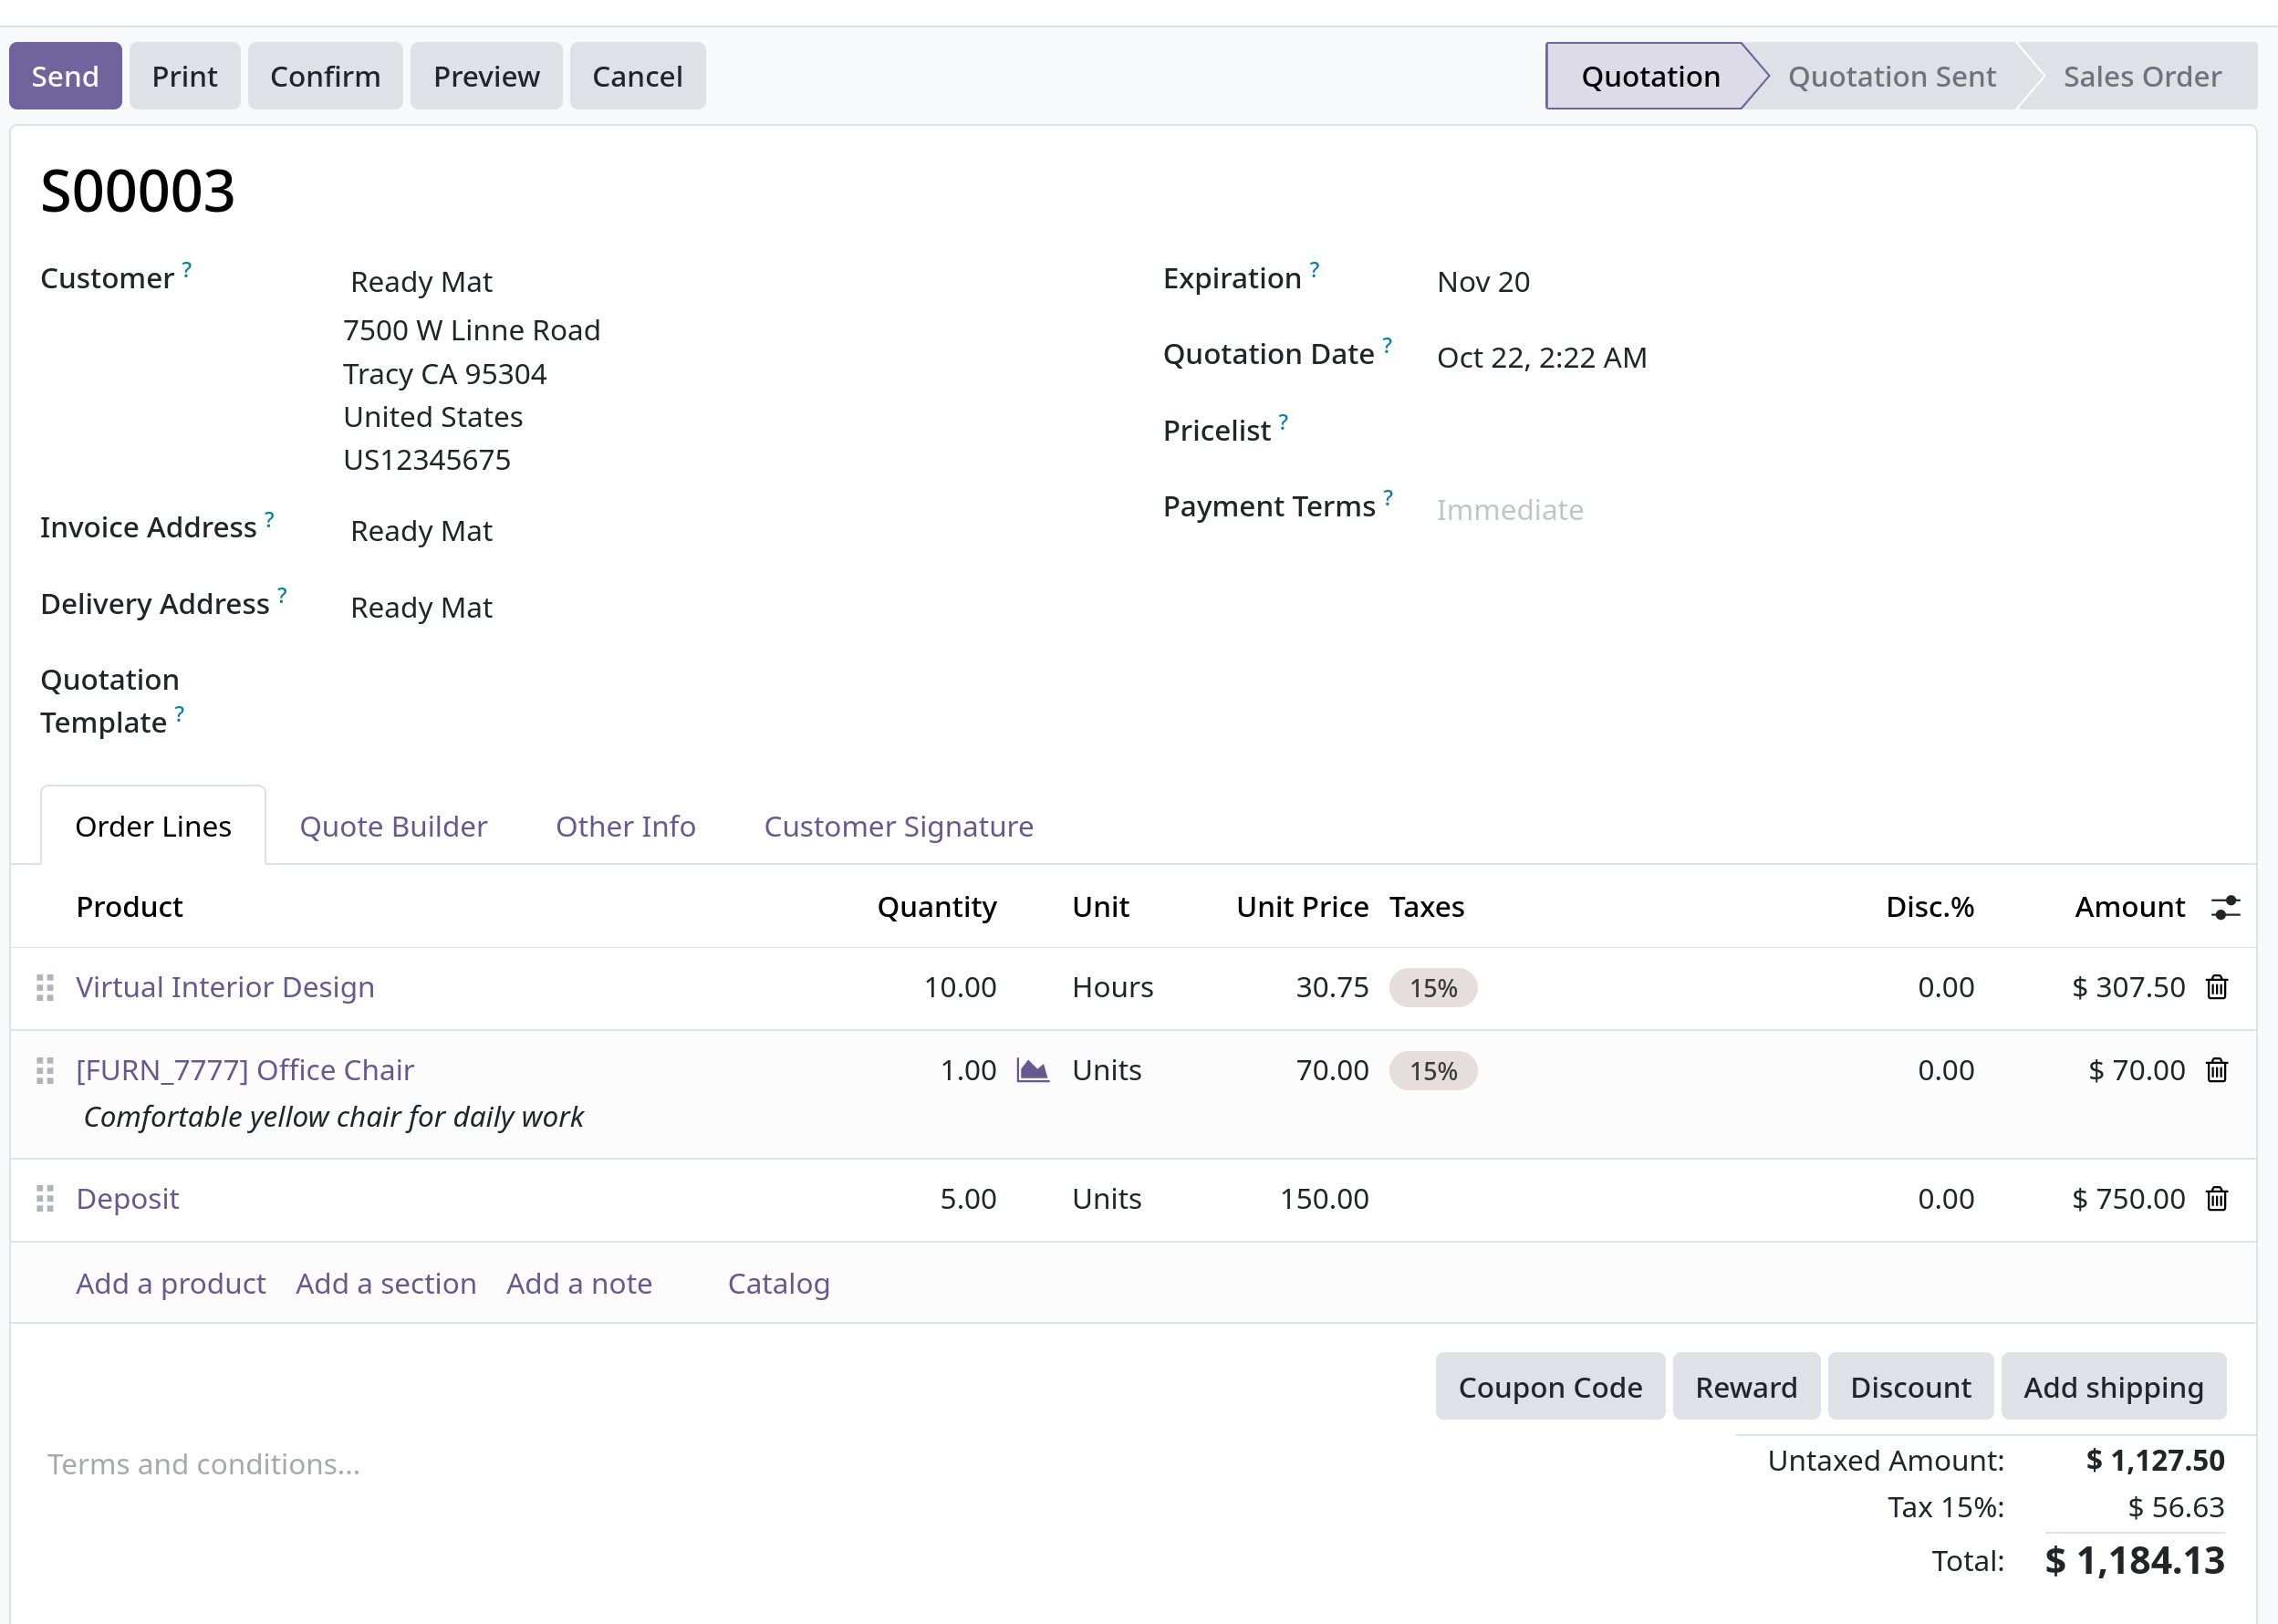 Send Print Confirm Preview Cancel Quotation Quotation Sent Sales Order
S00003
Customer ? Ready Mat
7500 W Linne Road
Tracy CA 95304
United States
US12345675
Invoice Address ? Ready Mat
Delivery Address ? Ready Mat
Quotation
Template ?
Expiration ? Nov 20
Quotation Date ? Oct 22, 2:22 AM
Pricelist ?
Payment Terms ? Immediate
Order Lines Quote Builder Other Info Customer Signature
Product Quantity Unit Unit Price Taxes Disc.% Amount
Virtual Interior Design 10.00 Hours 30.75 15% 0.00 $ 307.50
[FURN_7777] Office Chair 1.00 Units 70.00 15% 0.00 $ 70.00
Comfortable yellow chair for daily work
Deposit 5.00 Units 150.00 0.00 $ 750.00
Add a product Add a section Add a note Catalog
Coupon Code Reward Discount Add shipping
Terms and conditions...
Untaxed Amount: $ 1,127.50
Tax 15%: $ 56.63
Total: $ 1,184.13